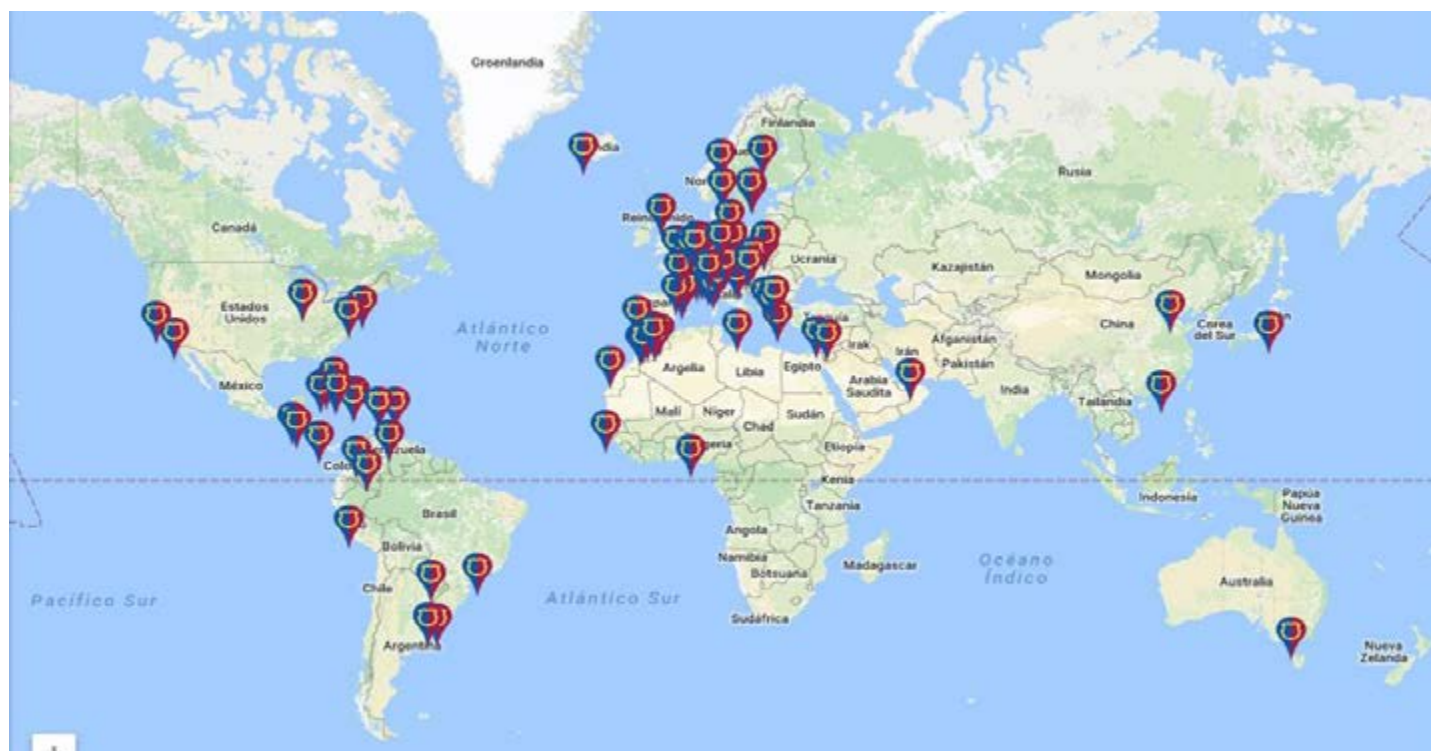 Groenlandia
Finlandia
Rusia
Canadá
Ucrania
Kazajistán
Mongolia
Estados
Unidos
Atlántico
Norte
China
Corea
del Sur
Afganistán
Irak
Irán
Pakistán
Argelia
Libia
Egipto
Arabia
Saudita
India
México
Malí
Níger
Sudán
Tailandia
Chad
Etiopía
Kenia
Indonesia
Papúa
Nueva
Guinea
Tanzania
Brasil
Angola
Bolivia
Namibia
Madagascar
Océano
Índico
Botsuana
Australia
Chile
Pacífico Sur
Atlántico Sur
Sudáfrica
Argentina
Nueva
Zelanda